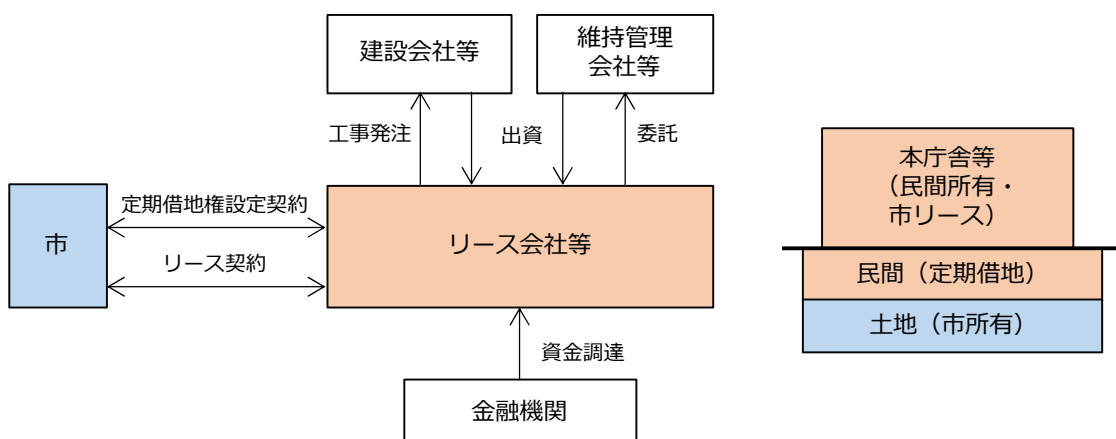 建設会社等
維持管理
会社等
工事発注
出資
委託
市
定期借地権設定契約
リース契約
リース会社等
資金調達
金融機関
本庁舎等
（民間所有・
市リース）
民間（定期借地）
土地（市所有）